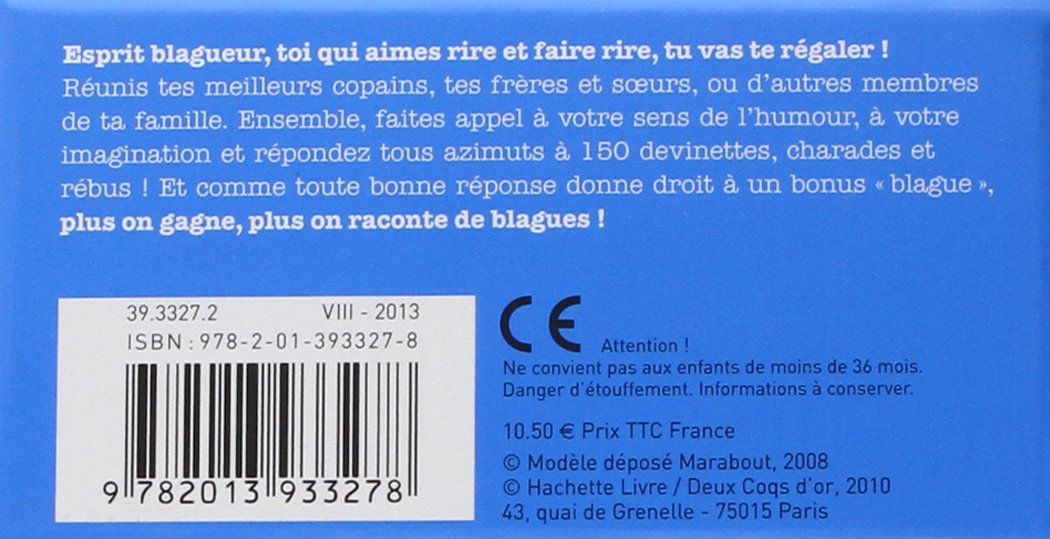 Esprit blagueur, toi qui aimes rire et faire rire, tu vas te régaler !
Réunis tes meilleurs copains, tes frères et sœurs, ou d'autres membres
de ta famille. Ensemble, faites appel à votre sens de l'humour, à votre
imagination et répondez tous azimuts à 150 devinettes, charades et
rébus ! Et comme toute bonne réponse donne droit à un bonus « blague »,
plus on gagne, plus on raconte de blagues !
39.3327.2 VIII - 2013
ISBN : 978-2-01-393327-8
9 782013 933278
CE Attention !
Ne convient pas aux enfants de moins de 36 mois.
Danger d'étouffement. Informations à conserver.
10.50 € Prix TTC France
© Modèle déposé Marabout, 2008
© Hachette Livre / Deux Coqs d'or, 2010
43, quai de Grenelle - 75015 Paris